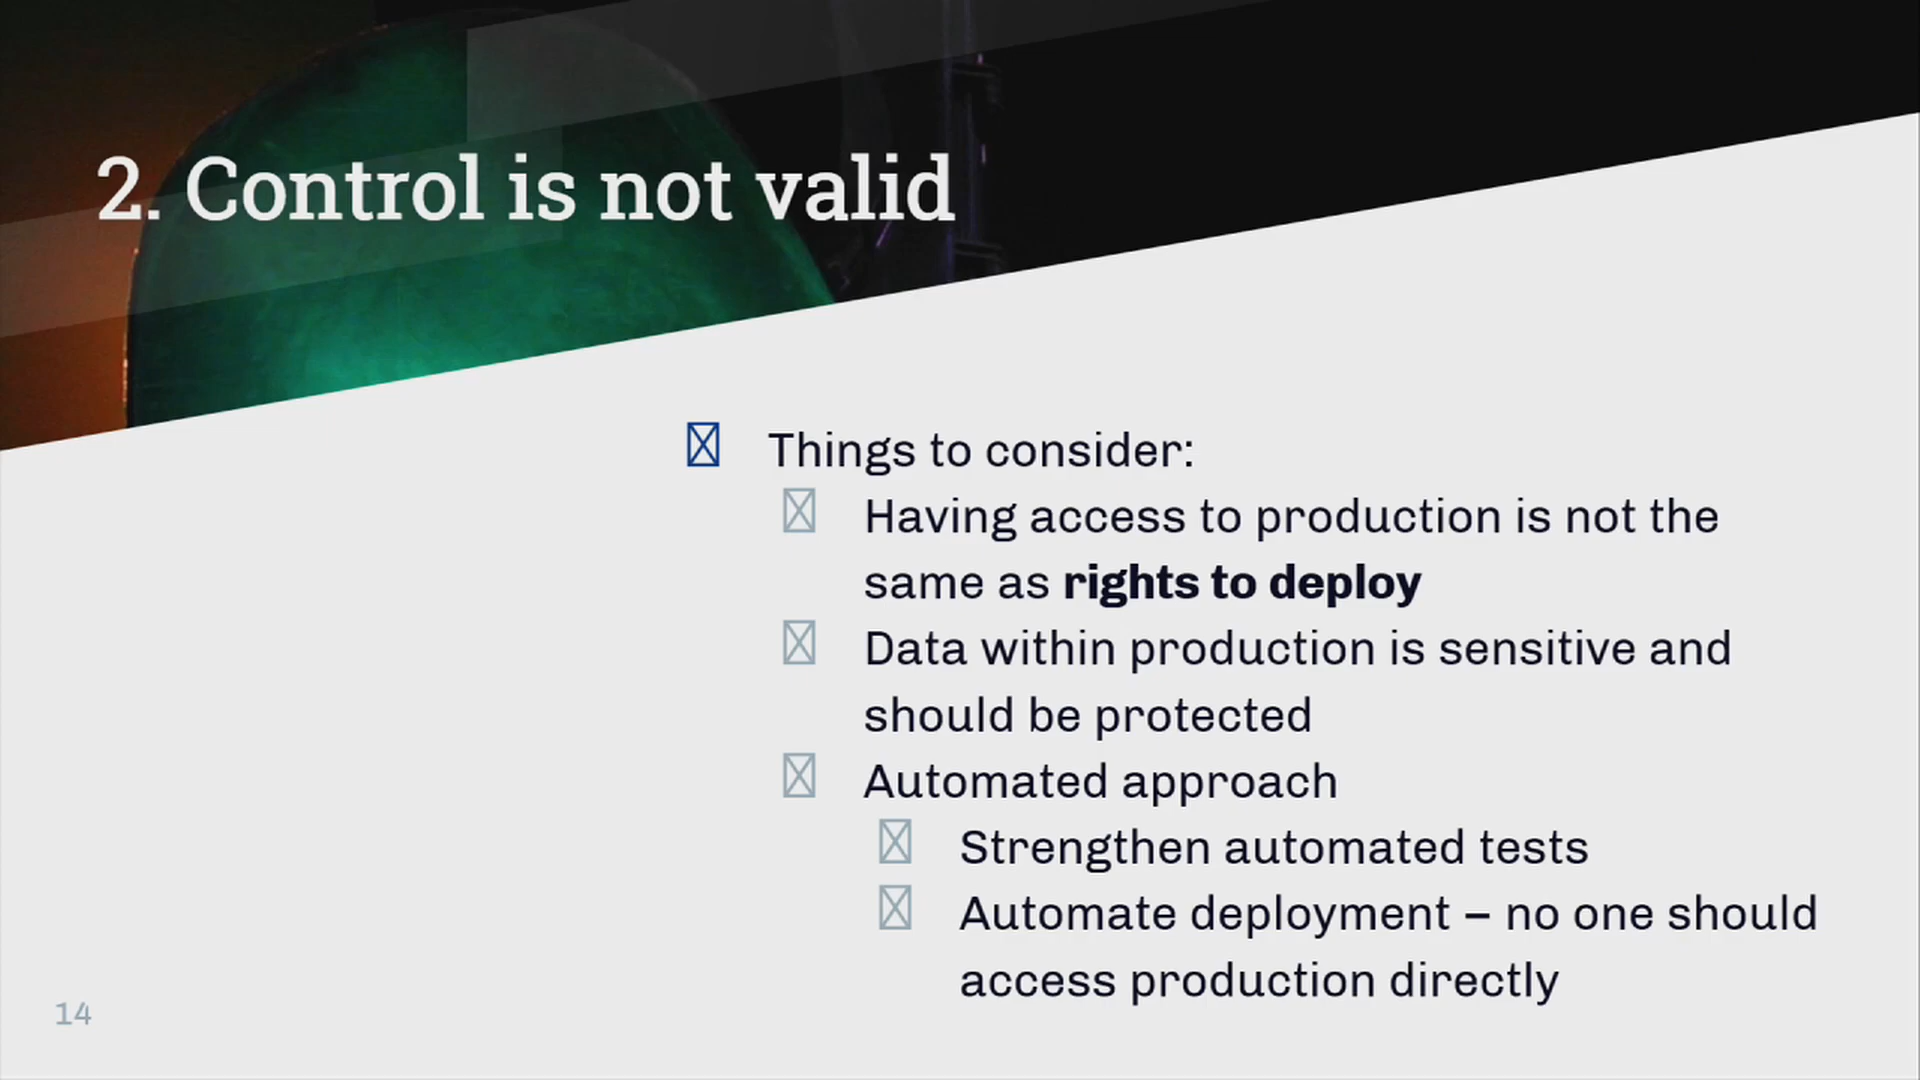 2. Control is not valid
Things to consider:
Having access to production is not the
same as rights to deploy
Data within production is sensitive and
should be protected
Automated approach
Strengthen automated tests
Automate deployment – no one should
access production directly
14